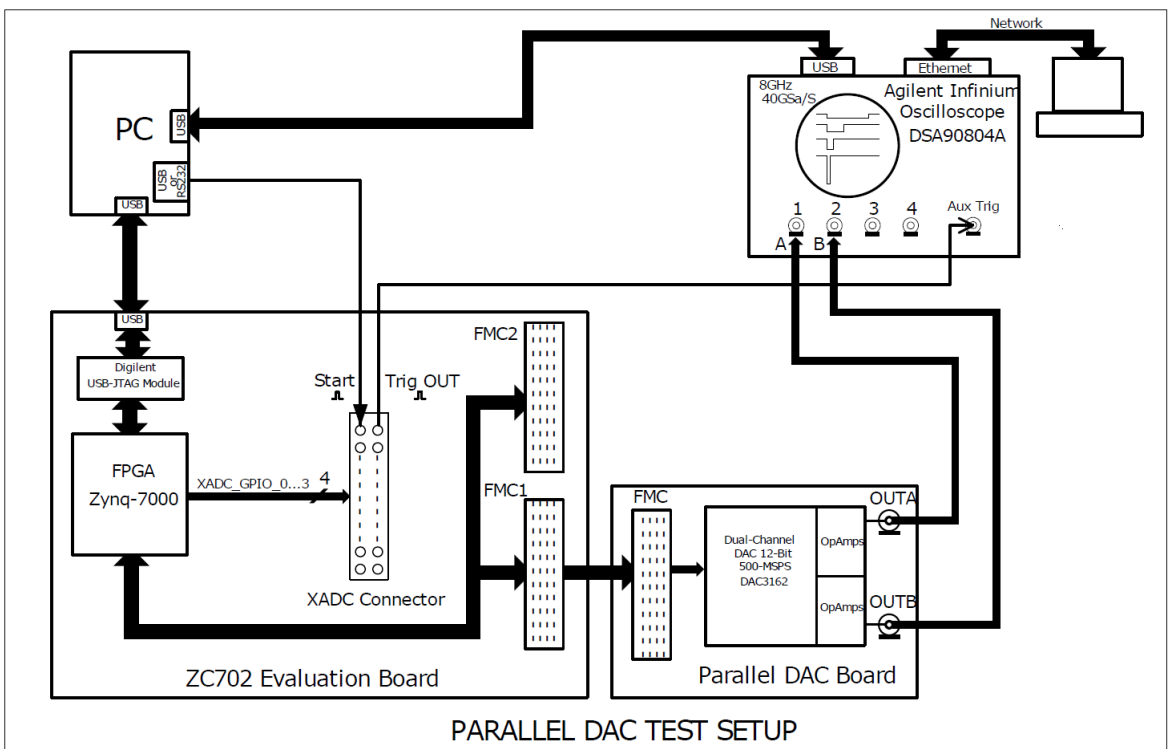 Network
USB
Ethernet
8GHz
40GSa/S
Agilent Infinium
Oscilloscope
DSA90804A
PC
USB
USB
or
RS232
USB
1
2
3
4
Aux Trig
A
B
USB
Digilent
USB-JTAG Module
FMC2
Start
Trig OUT
FPGA
Zynq-7000
XADC_GPIO_0...3
4
FMC1
XADC Connector
ZC702 Evaluation Board
FMC
OUTA
Dual-Channel
DAC 12-Bit
500-MSPS
DAC3162
OpAmps
OpAmps
OUTB
Parallel DAC Board
PARALLEL DAC TEST SETUP